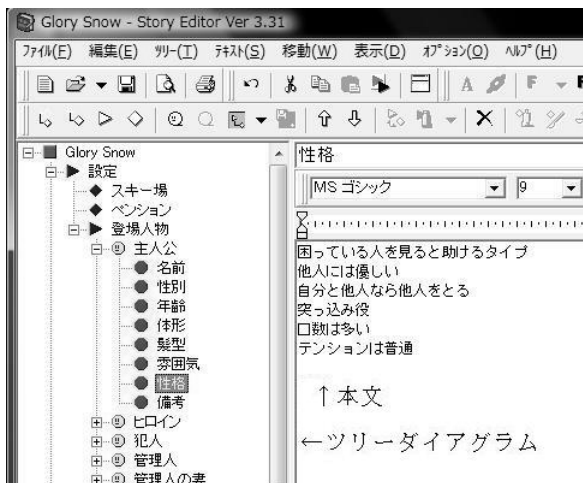 Glory Snow - Story Editor Ver 3.31
ファイル(F) 編集(E) ツリー(T) テキスト(S) 移動(W) 表示(D) オプション(O) ヘルプ(H)
A F
Glory Snow
設定
スキー場
ペンション
登場人物
主人公
名前
性別
年齢
体形
髪型
雰囲気
性格
備考
ヒロイン
犯人
管理人
管理人の妻
性格
MS ゴシック 9
困っている人を見ると助けるタイプ
他人には優しい
自分と他人なら他人をとる
突っ込み役
口数は多い
テンションは普通
↑本文
←ツリーダイアグラム